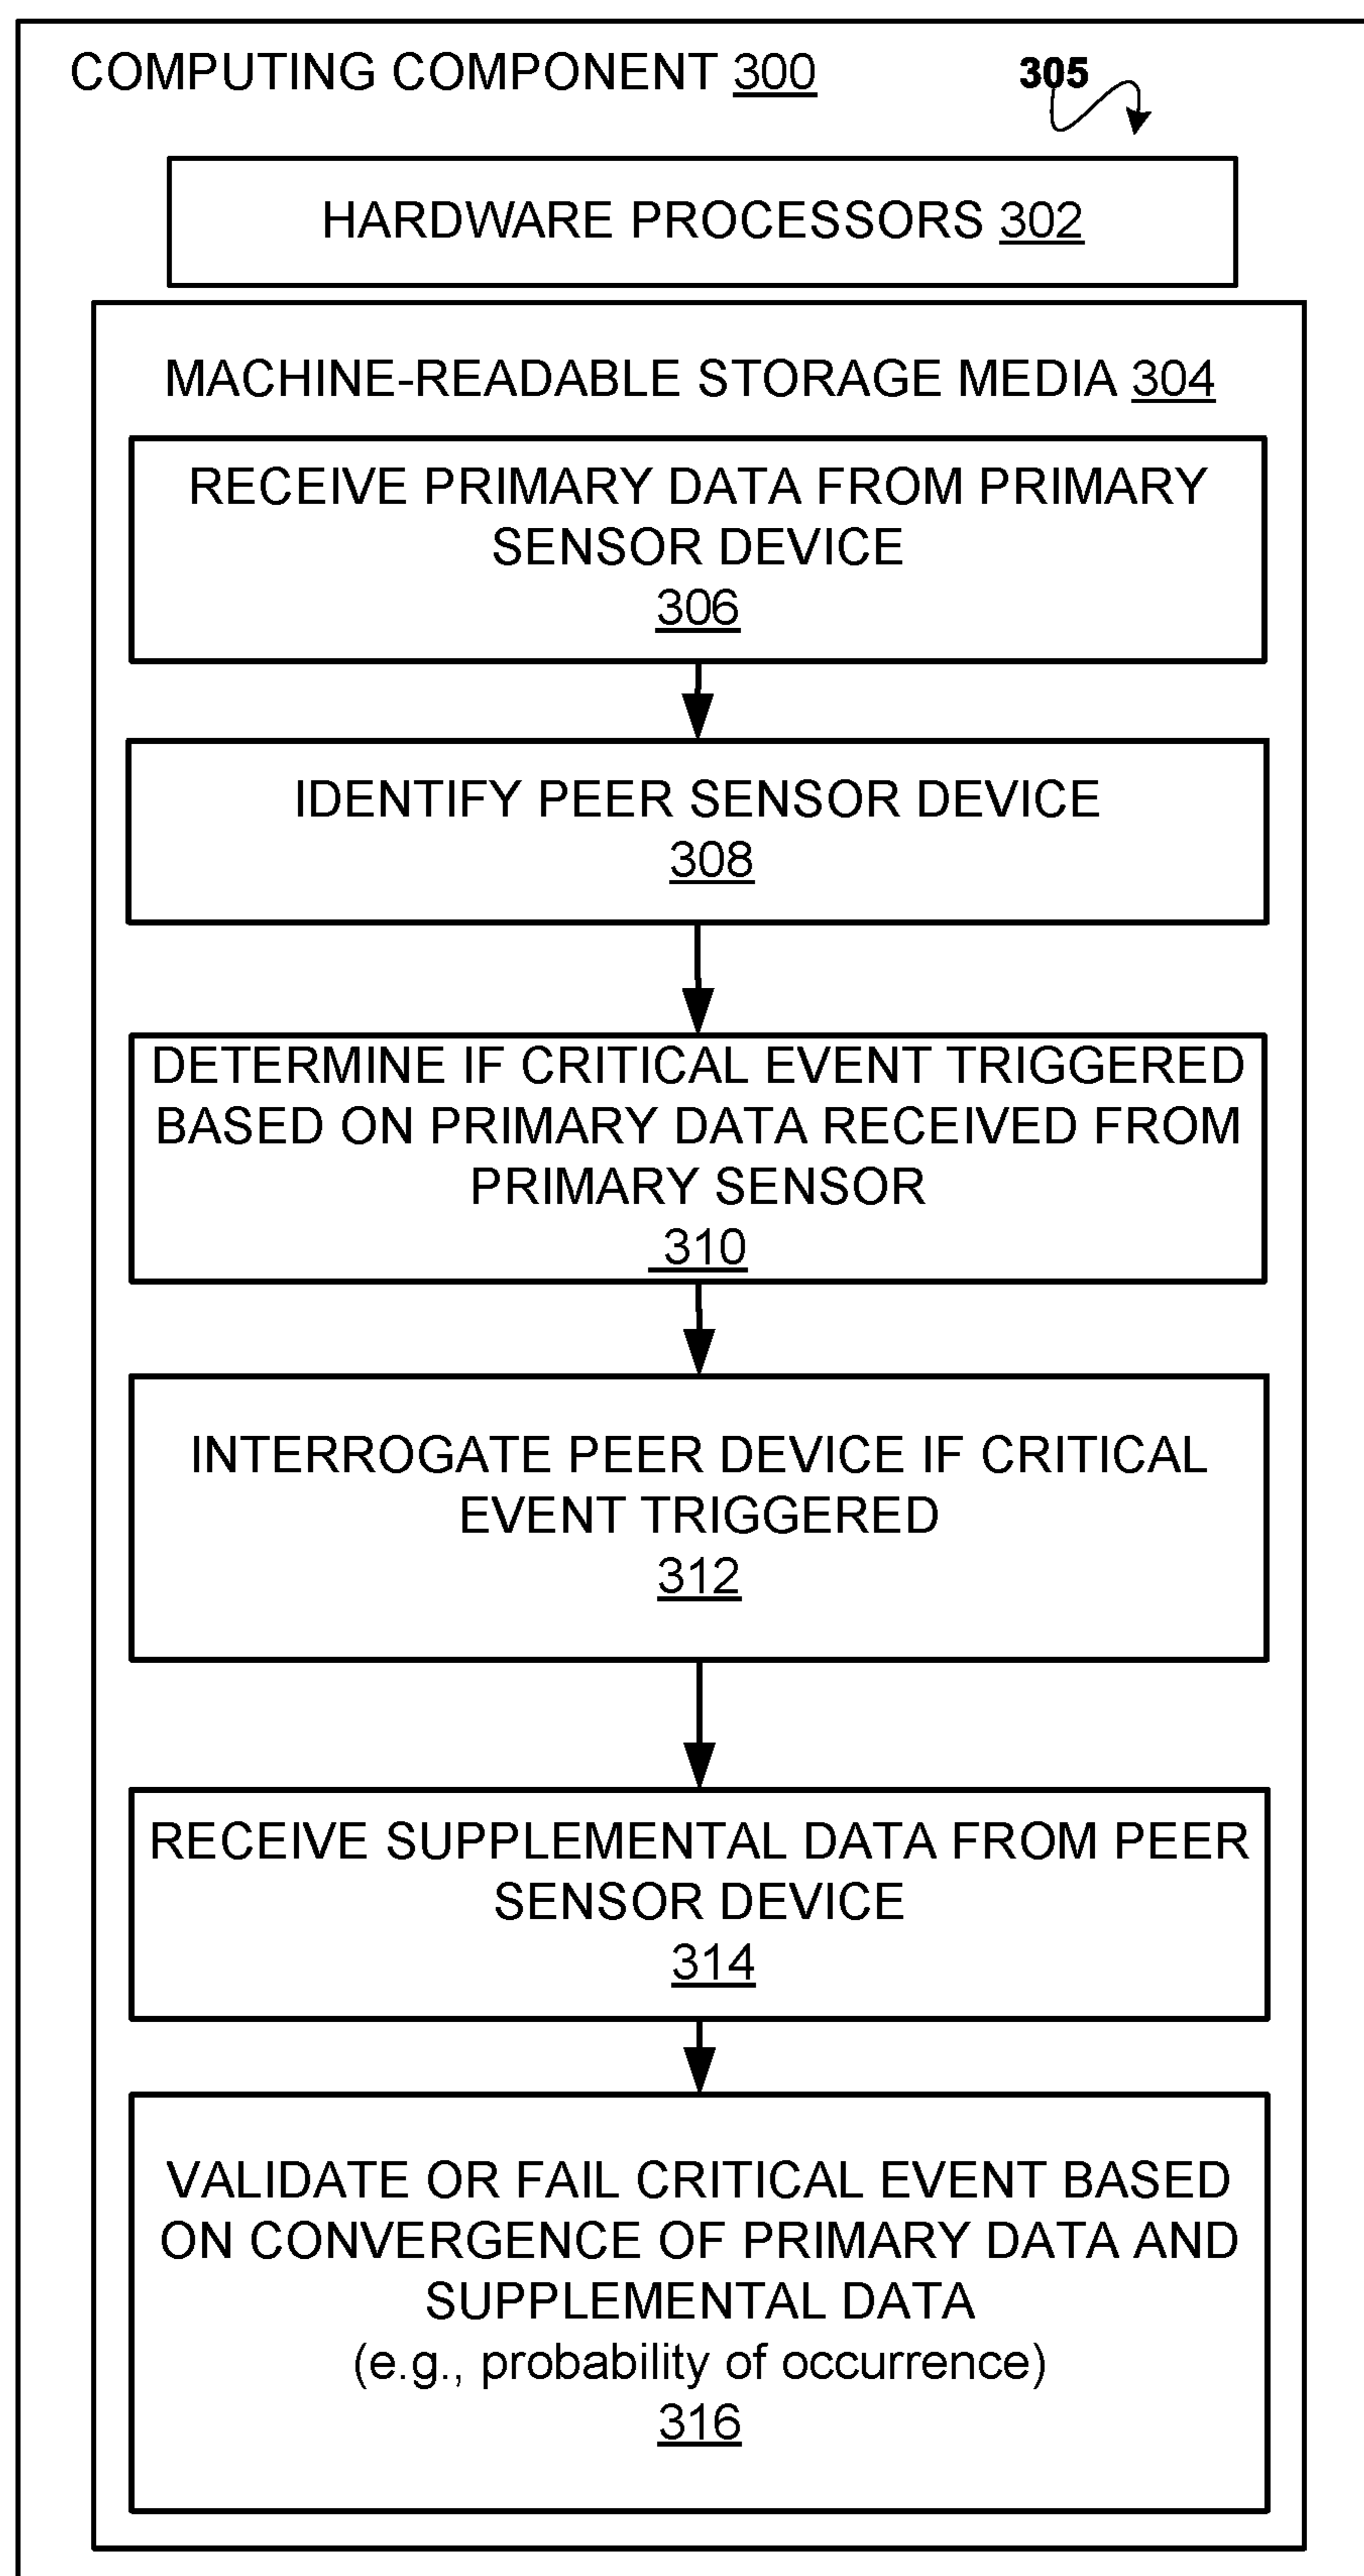 COMPUTING COMPONENT 300
305
HARDWARE PROCESSORS 302
MACHINE-READABLE STORAGE MEDIA 304
RECEIVE PRIMARY DATA FROM PRIMARY
SENSOR DEVICE
306
IDENTIFY PEER SENSOR DEVICE
308
DETERMINE IF CRITICAL EVENT TRIGGERED
BASED ON PRIMARY DATA RECEIVED FROM
PRIMARY SENSOR
310
INTERROGATE PEER DEVICE IF CRITICAL
EVENT TRIGGERED
312
RECEIVE SUPPLEMENTAL DATA FROM PEER
SENSOR DEVICE
314
VALIDATE OR FAIL CRITICAL EVENT BASED
ON CONVERGENCE OF PRIMARY DATA AND
SUPPLEMENTAL DATA
(e.g., probability of occurrence)
316